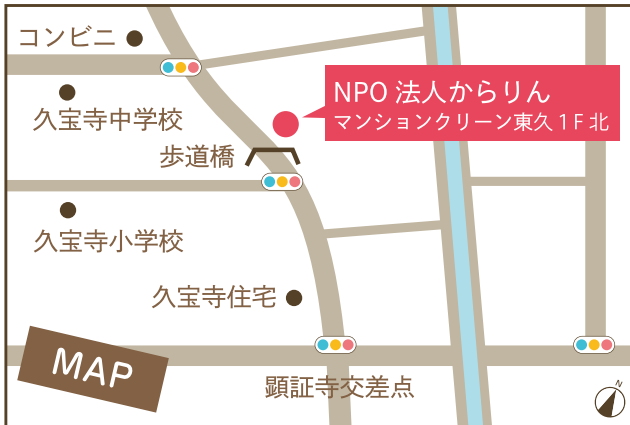 コンビニ
久宝寺中学校
NPO 法人からりん
マンションクリーン東久1F北
歩道橋
久宝寺小学校
久宝寺住宅
MAP
顕証寺交差点
N